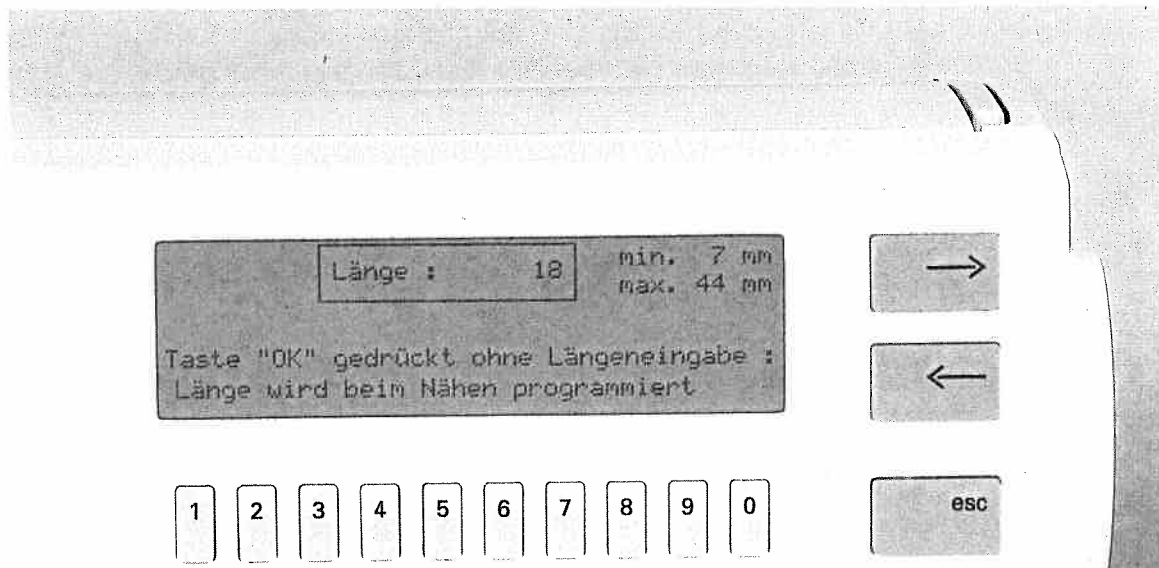 Länge : 18 min. 7 mm
max. 44 mm
Taste "OK" gedrückt ohne Längeneingabe :
Länge wird beim Nähen programmiert
1 2 3 4 5 6 7 8 9 0
esc